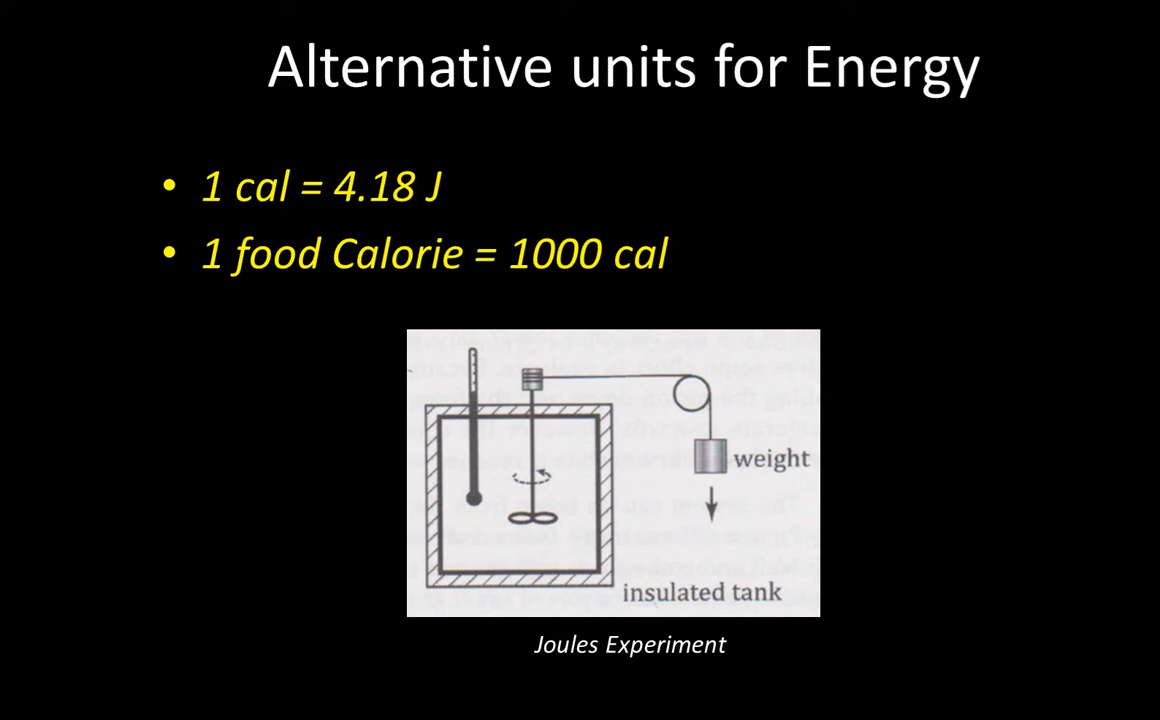 Alternative units for Energy
• 1 cal = 4.18 J
• 1 food Calorie = 1000 cal
weight
insulated tank
Joules Experiment